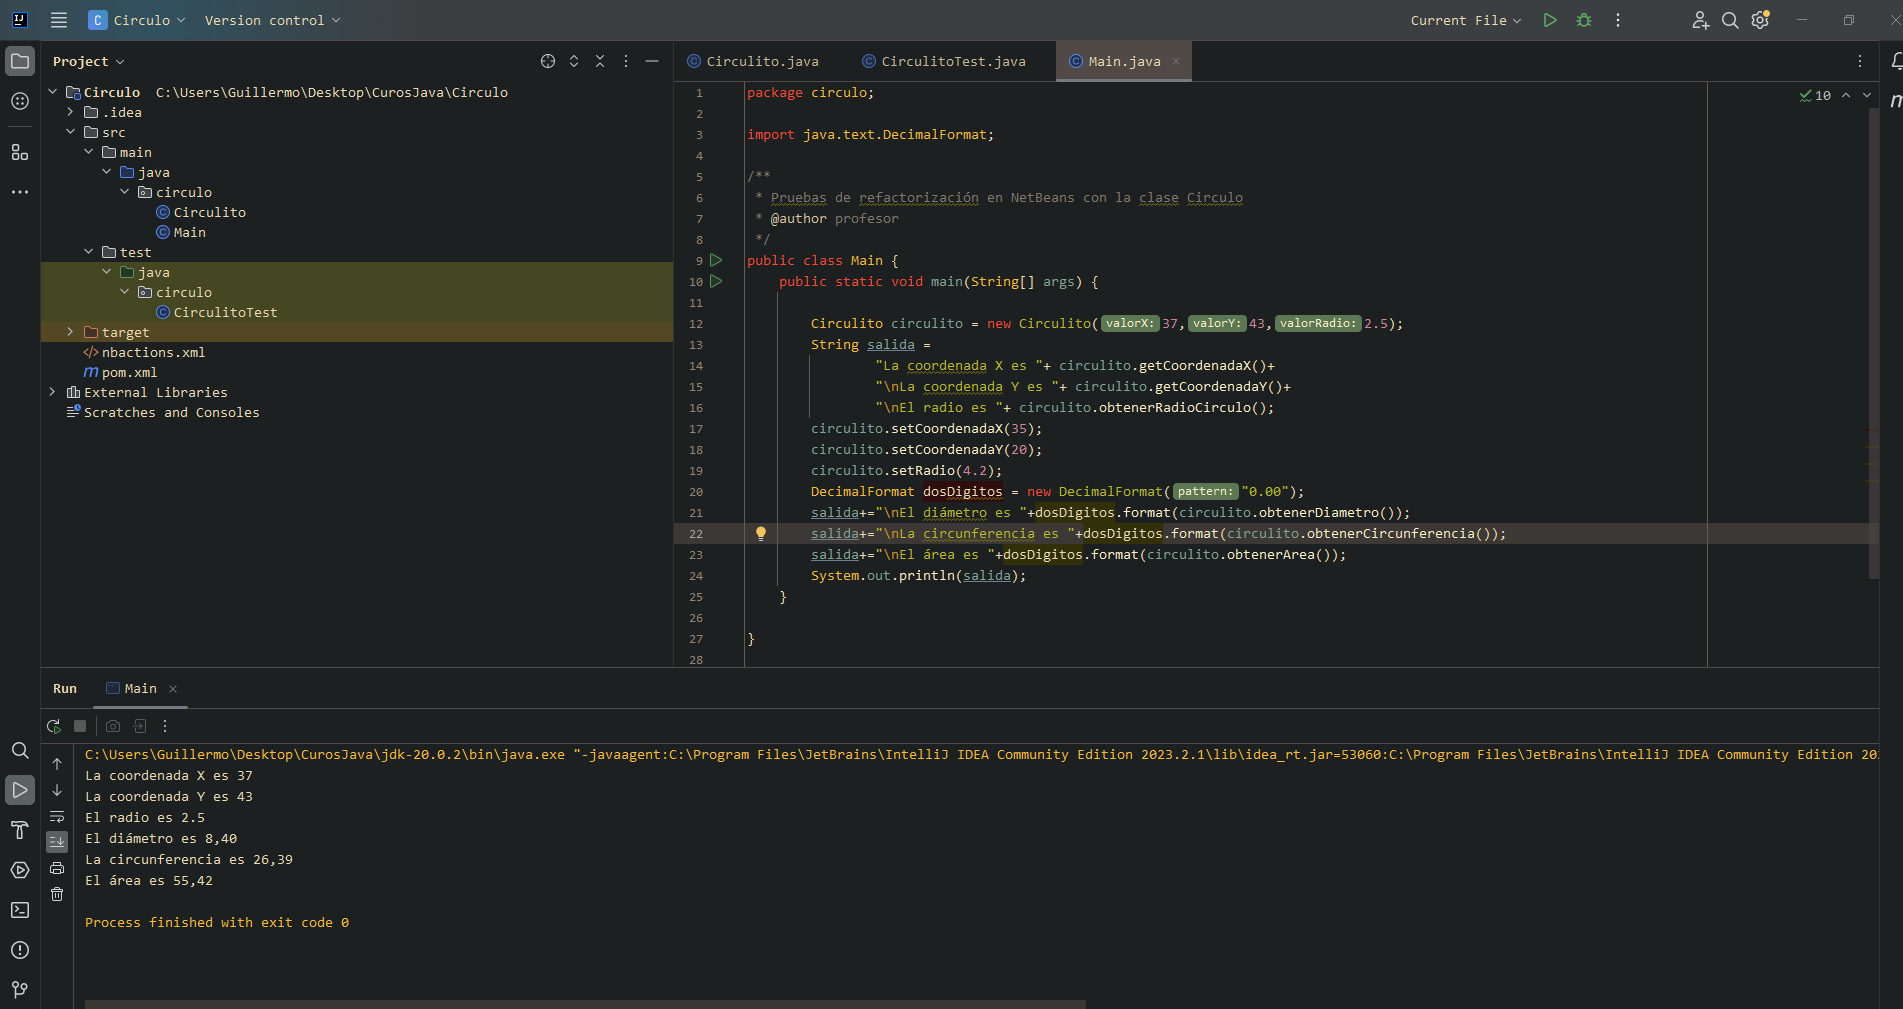 Circulo Version control Current File
Project
Circulo C:\Users\Guillermo\Desktop\CurosJava\Circulo
.idea
src
main
java
circulo
Circulito
Main
test
java
circulo
CirculitoTest
target
nbactions.xml
pom.xml
External Libraries
Scratches and Consoles
Circulito.java CirculitoTest.java Main.java
10
1 package circulo;
2
3 import java.text.DecimalFormat;
4
5 /**
6 * Pruebas de refactorización en NetBeans con la clase Circulo
7 * @author profesor
8 */
9 public class Main {
10 public static void main(String[] args) {
11
12 Circulito circulito = new Circulito( valorX: 37, valorY: 43, valorRadio: 2.5);
13 String salida =
14 "La coordenada X es "+ circulito.getCoordenadaX()+
15 "\nLa coordenada Y es "+ circulito.getCoordenadaY()+
16 "\nEl radio es "+ circulito.obtenerRadioCirculo();
17 circulito.setCoordenadaX(35);
18 circulito.setCoordenadaY(20);
19 circulito.setRadio(4.2);
20 DecimalFormat dosDigitos = new DecimalFormat( pattern: "0.00");
21 salida+="\nEl diámetro es "+dosDigitos.format(circulito.obtenerDiametro());
22 salida+="\nLa circunferencia es "+dosDigitos.format(circulito.obtenerCircunferencia());
23 salida+="\nEl área es "+dosDigitos.format(circulito.obtenerArea());
24 System.out.println(salida);
25 }
26
27 }
28
Run Main
C:\Users\Guillermo\Desktop\CurosJava\jdk-20.0.2\bin\java.exe "-javaagent:C:\Program Files\JetBrains\IntelliJ IDEA Community Edition 2023.2.1\lib\idea_rt.jar=53060:C:\Program Files\JetBrains\IntelliJ IDEA Community Edition
La coordenada X es 37
La coordenada Y es 43
El radio es 2.5
El diámetro es 8,40
La circunferencia es 26,39
El área es 55,42
Process finished with exit code 0